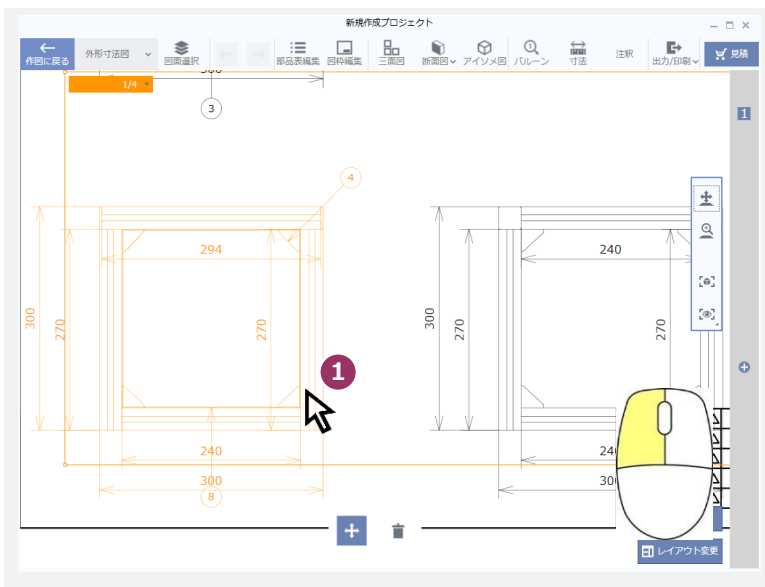 新規作成プロジェクト
作図に戻る
外形寸法図
図面選択
部品表編集
図枠編集
三面図
断面図
アイソメ図
バルーン
寸法
注釈
出力/印刷
見積
1/4
300
3
1
4
294
240
300
270
270
300
270
270
1
240
240
300
300
8
レイアウト変更